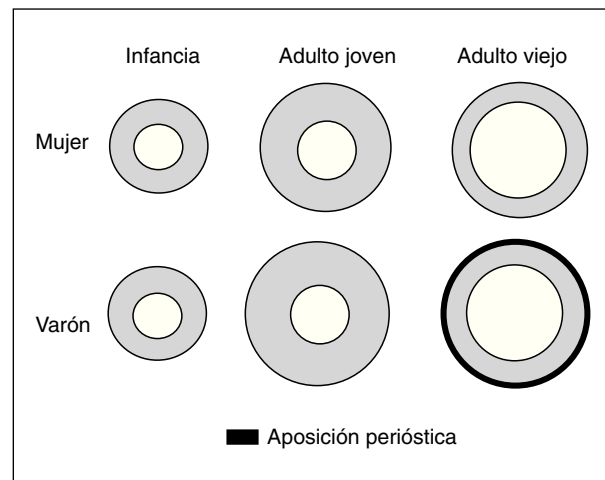 Infancia Adulto joven Adulto viejo
Mujer
Varón
Aposición perióstica